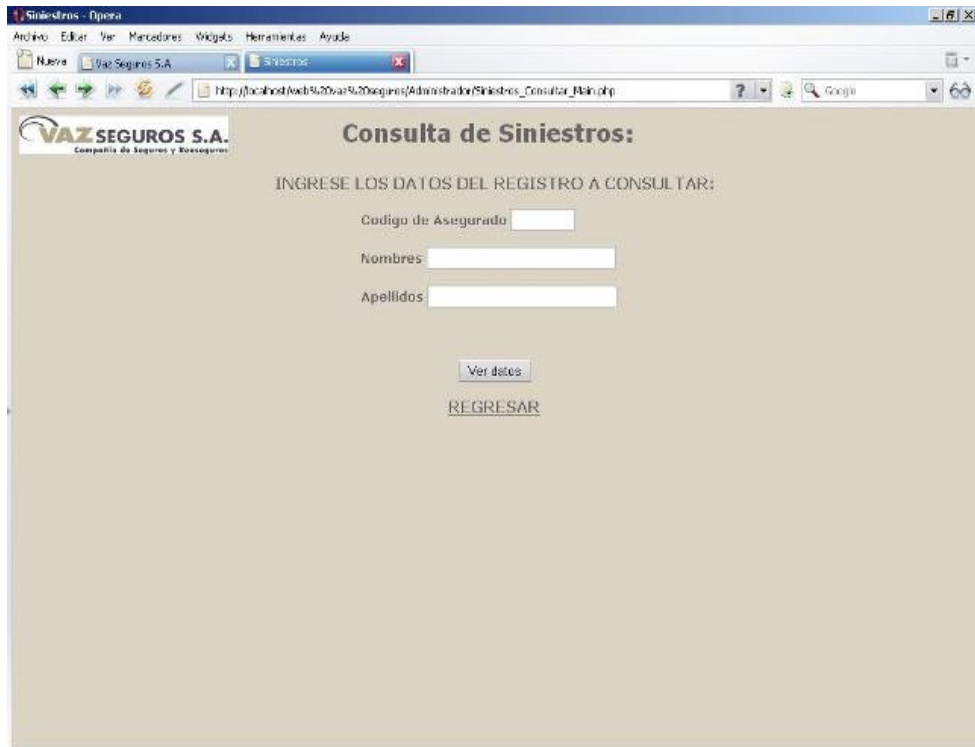 Siniestros - Opera
Archivo Editar Ver Marcadores Widgets Herramientas Ayuda
Nueva Vaz Seguros S.A Siniestros
http://localhost/web%20vaz%20seguros/Administrador/Siniestros_Consultar_Main.php ? Google
VAZ SEGUROS S.A.
Compañía de Seguros y Reaseguros
Consulta de Siniestros:
INGRESE LOS DATOS DEL REGISTRO A CONSULTAR:
Codigo de Asegurado
Nombres
Apellidos
Ver datos
REGRESAR